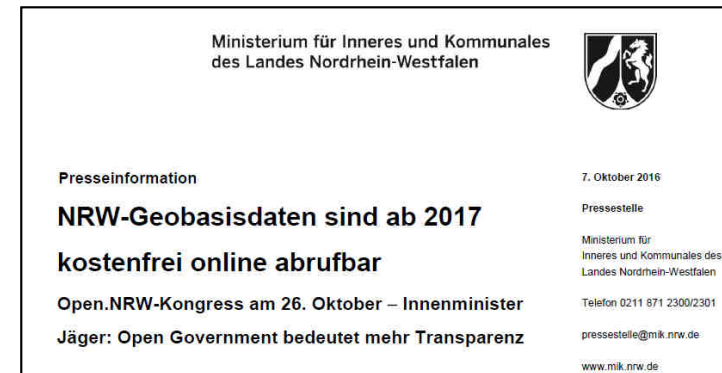 Ministerium für Inneres und Kommunales
des Landes Nordrhein-Westfalen
Presseinformation
NRW-Geobasisdaten sind ab 2017
kostenfrei online abrufbar
Open.NRW-Kongress am 26. Oktober – Innenminister
Jäger: Open Government bedeutet mehr Transparenz
7. Oktober 2016
Pressestelle
Ministerium für
Inneres und Kommunales des
Landes Nordrhein-Westfalen
Telefon 0211 871 2300/2301
pressestelle@mik.nrw.de
www.mik.nrw.de